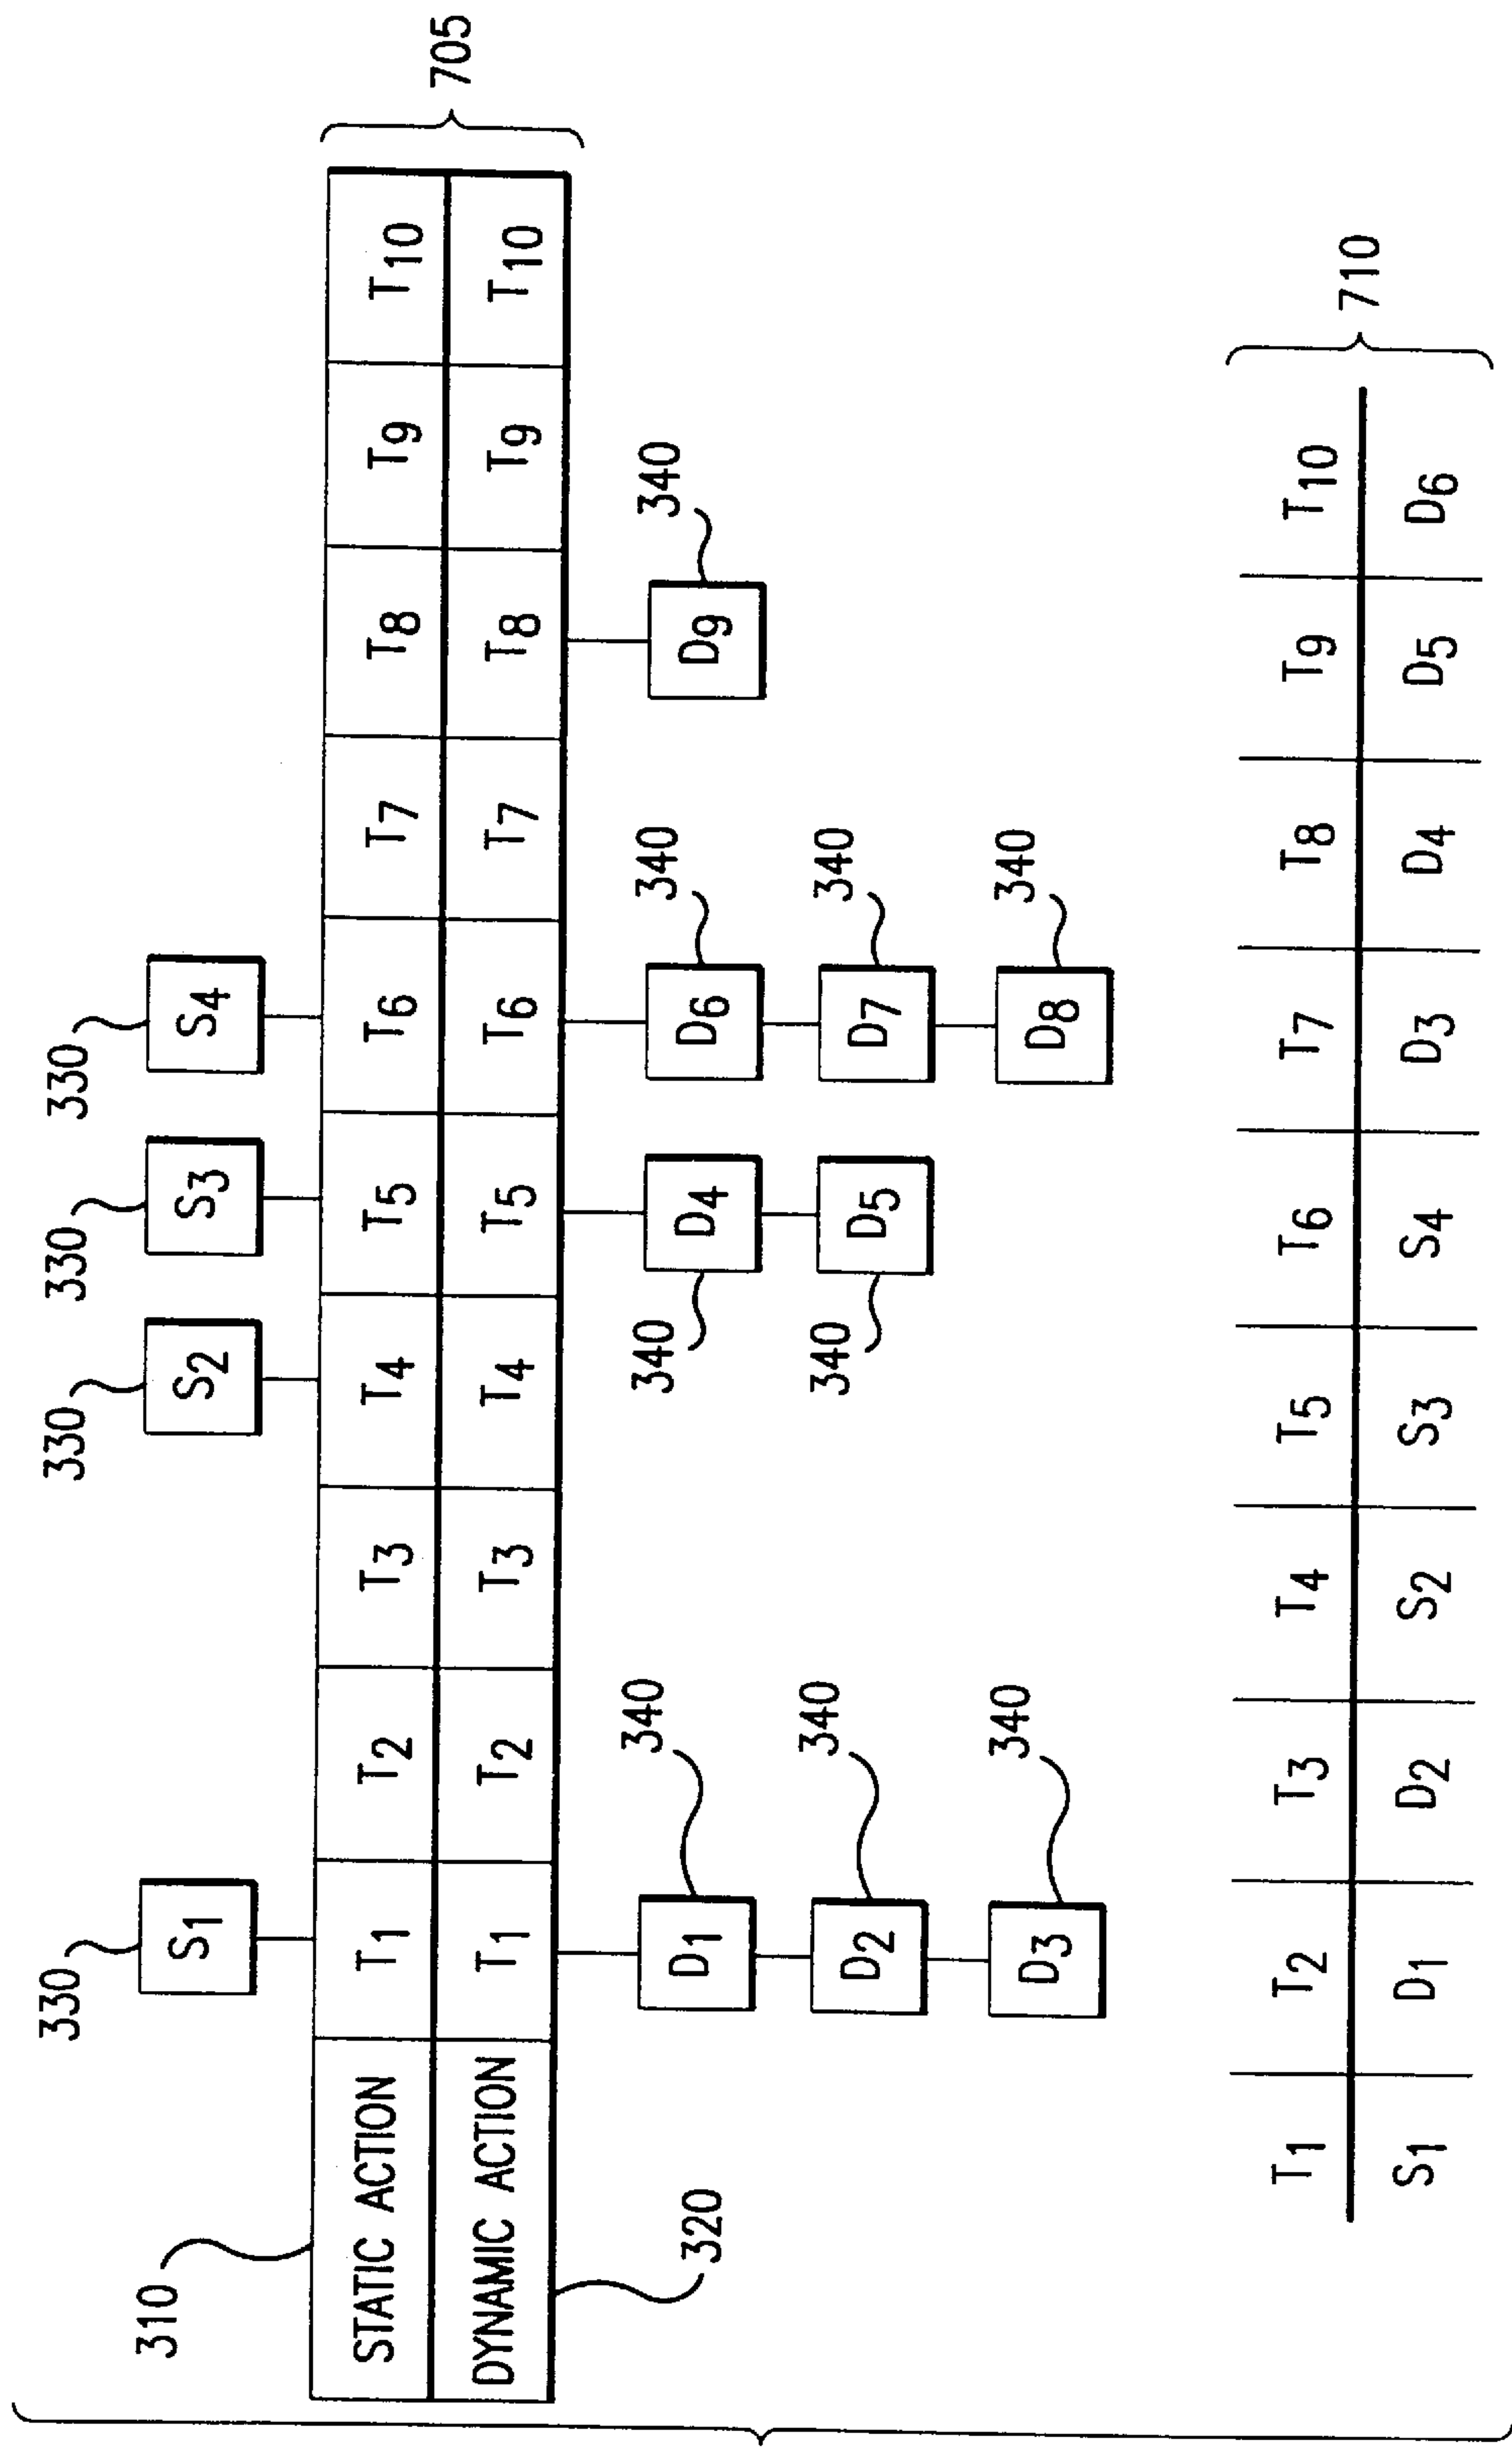 705
330 330 330 330
S1 S2 S3 S4
310
STATIC ACTION T1 T2 T3 T4 T5 T6 T7 T8 T9 T10
DYNAMIC ACTION T1 T2 T3 T4 T5 T6 T7 T8 T9 T10
320
340 340 340 340
D1 D4 D6 D9
340 340 340
D2 D5 D7
340 340
D3 D8
710
T1 T2 T3 T4 T5 T6 T7 T8 T9 T10
S1 D1 D2 S2 S3 S4 D3 D4 D5 D6